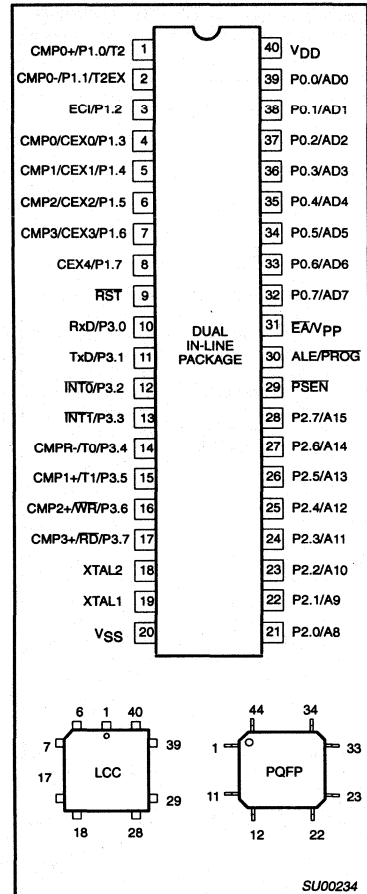 CMP0+/P1.0/T2 1 40 VDD
CMP0-/P1.1/T2EX 2 39 P0.0/AD0
ECI/P1.2 3 38 P0.1/AD1
CMP0/CEX0/P1.3 4 37 P0.2/AD2
CMP1/CEX1/P1.4 5 36 P0.3/AD3
CMP2/CEX2/P1.5 6 35 P0.4/AD4
CMP3/CEX3/P1.6 7 34 P0.5/AD5
CEX4/P1.7 8 33 P0.6/AD6
RST 9 32 P0.7/AD7
RxD/P3.0 10 31 EA/VPP
DUAL
IN-LINE
PACKAGE
TxD/P3.1 11 30 ALE/PROG
INT0/P3.2 12 29 PSEN
INT1/P3.3 13 28 P2.7/A15
CMPR-/T0/P3.4 14 27 P2.6/A14
CMP1+/T1/P3.5 15 26 P2.5/A13
CMP2+/WR/P3.6 16 25 P2.4/A12
CMP3+/RD/P3.7 17 24 P2.3/A11
XTAL2 18 23 P2.2/A10
XTAL1 19 22 P2.1/A9
VSS 20 21 P2.0/A8
6 1 40
7 39
17 LCC
29
18 28
44 34
1 33
PQFP
11 23
12 22
SU00234